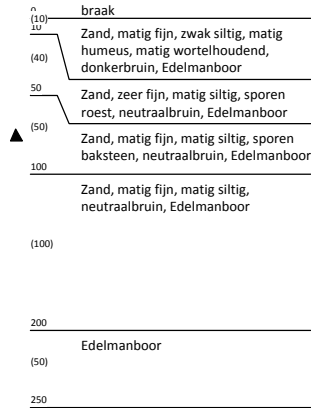 0
braak
(10)
10
Zand, matig fijn, zwak siltig, matig
humeus, matig wortelhoudend,
donkerbruin, Edelmanboor
(40)
50
Zand, zeer fijn, matig siltig, sporen
roest, neutraalbruin, Edelmanboor
(50)
Zand, matig fijn, matig siltig, sporen
baksteen, neutraalbruin, Edelmanboor
100
Zand, matig fijn, matig siltig,
neutraalbruin, Edelmanboor
(100)
200
Edelmanboor
(50)
250